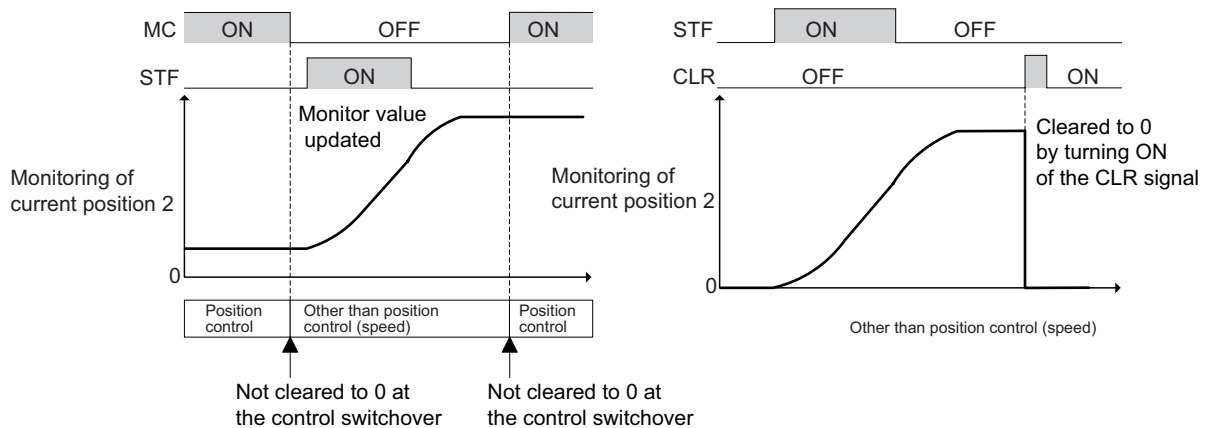 MC ON OFF ON
STF ON
Monitor value
updated
Monitoring of
current position 2
0
Position
control
Other than position
control (speed)
Position
control
Not cleared to 0 at
the control switchover
Not cleared to 0 at
the control switchover
STF ON OFF
CLR OFF ON
Cleared to 0
by turning ON
of the CLR signal
Monitoring of
current position 2
0
Other than position control (speed)